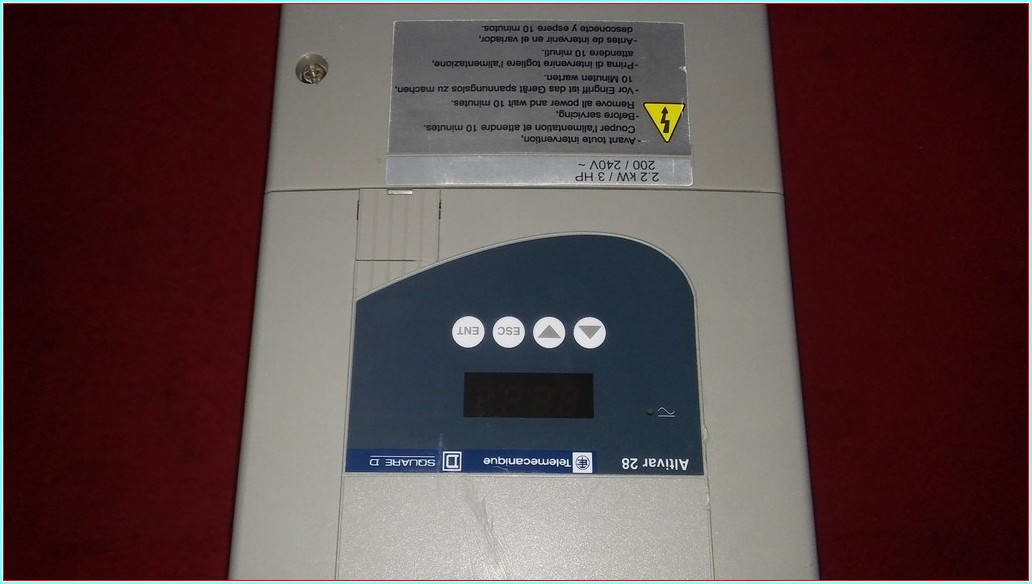 Altivar 28 Telemecanique SQUARE D
ESC
ENT
2.2 kW / 3 HP
200 / 240V ~
-Avant toute intervention,
Couper l'alimentation et attendre 10 minutes.
-Before servicing,
Remove all power and wait 10 minutes.
-Vor Eingriff ist das Gerät spannungslos zu machen,
10 Minuten warten.
-Prima di intervenire togliere l'alimentazione,
attendere 10 minuti.
-Antes de intervenir en el variador,
desconecte y espere 10 minutos.